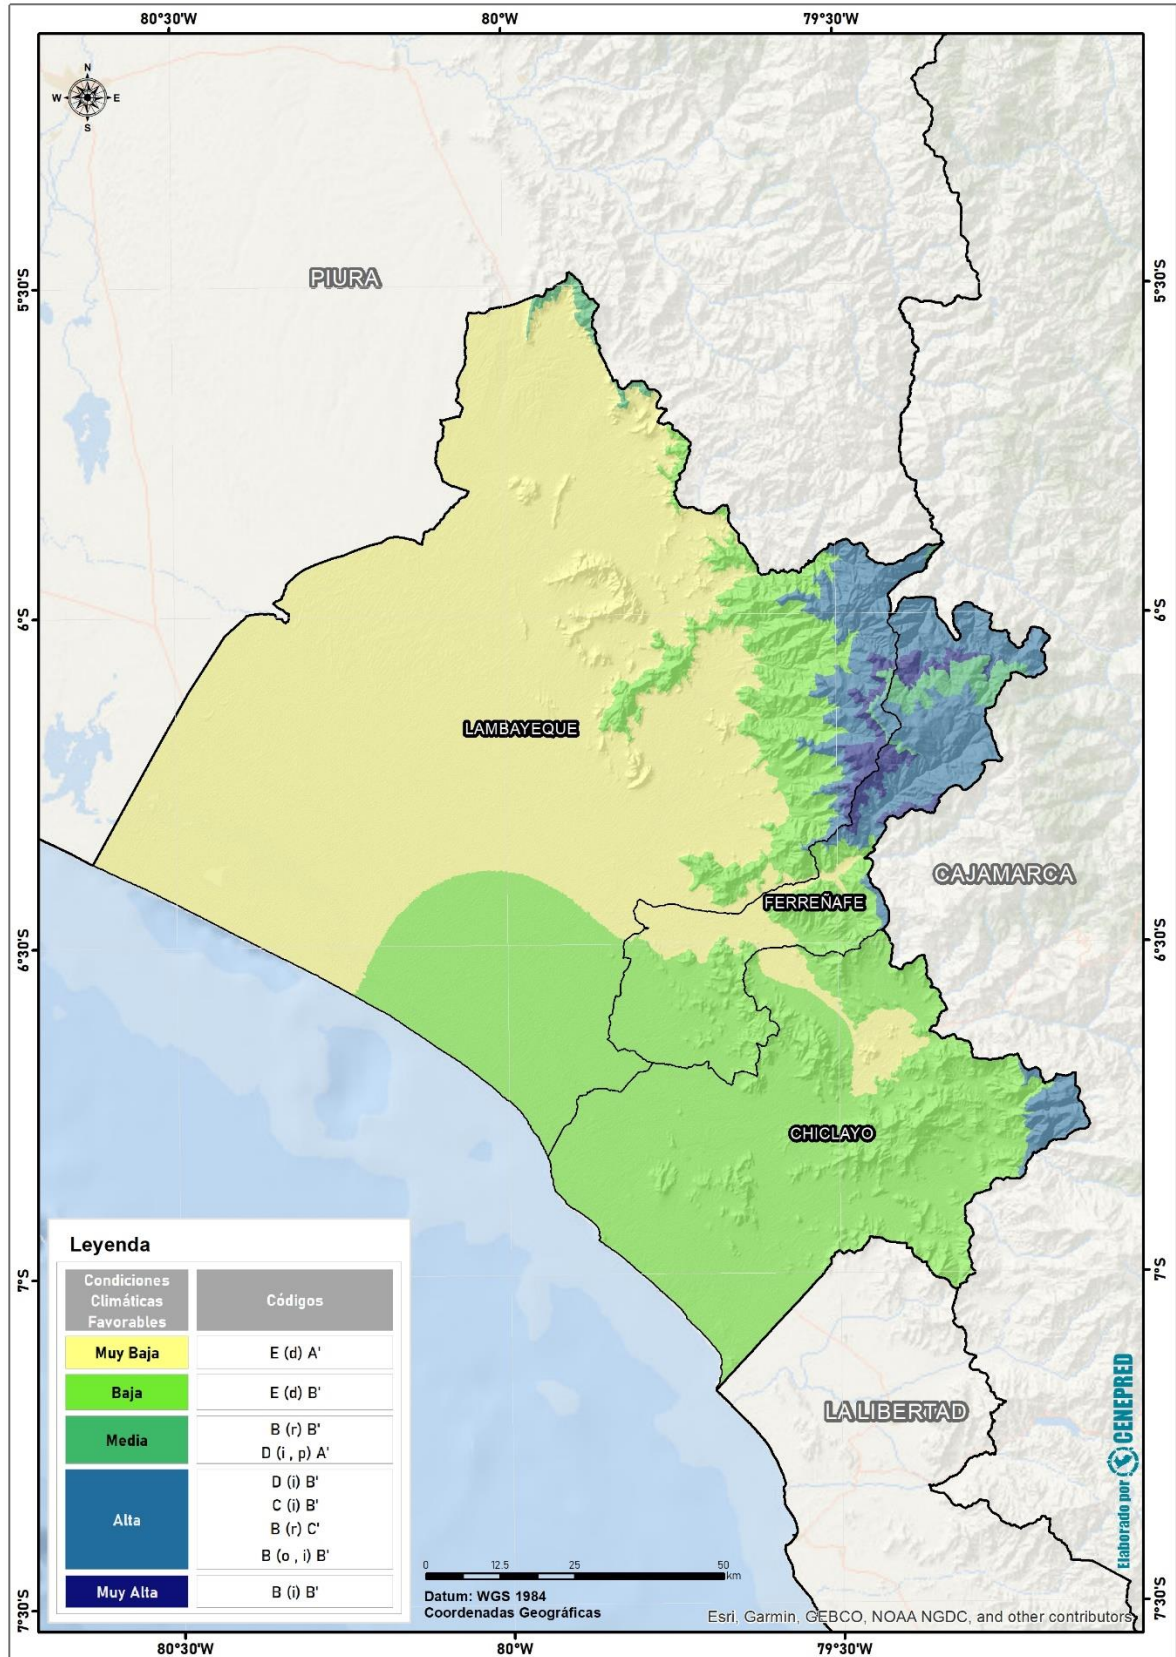 80°30'W 80°W 79°30'W
N
W E
S
PIURA
5°30'S 5°30'S
6°S 6°S
LAMBAYEQUE
CAJAMARCA
FERREÑAFE
6°30'S 6°30'S
CHICLAYO
7°S 7°S
LA LIBERTAD
Leyenda
Condiciones
Climáticas
Favorables
Códigos
Muy Baja E (d) A'
Baja E (d) B'
Media
B (r) B'
D (i , p) A'
Alta
D (i) B'
C (i) B'
B (r) C'
B (o , i) B'
Muy Alta B (i) B'
0 12.5 25 50
km
Datum: WGS 1984
Coordenadas Geográficas
Esri, Garmin, GEBCO, NOAA NGDC, and other contributors
Elaborado por CENEPRED
7°30'S 7°30'S
80°30'W 80°W 79°30'W